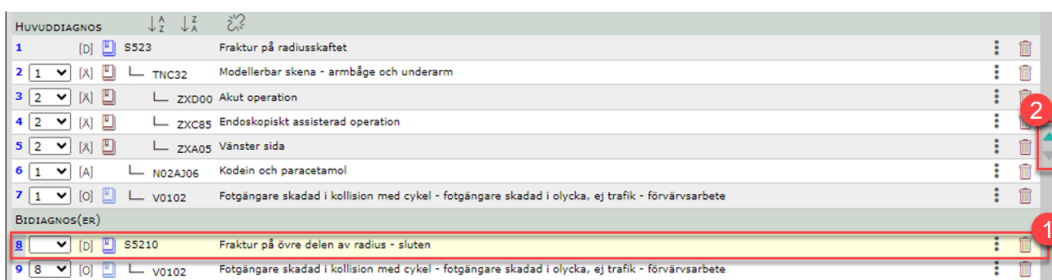 HUVUDDIAGNOS
1 [D] S523 Fraktur på radiusskaftet
2 1 [Å] TNC32 Modellerbar skena - armbåge och underarm
3 2 [Å] ZXD00 Akut operation
4 2 [Å] ZXC85 Endoskopiskt assisterad operation
5 2 [Å] ZXA05 Vänster sida
6 1 [A] N02AJ06 Kodein och paracetamol
7 1 [O] V0102 Fotgängare skadad i kollision med cykel - fotgängare skadad i olycka, ej trafik - förvärvsarbete
BIDIAGNOS(ER)
8 [D] S5210 Fraktur på övre delen av radius - sluten
9 8 [O] V0102 Fotgängare skadad i kollision med cykel - fotgängare skadad i olycka, ej trafik - förvärvsarbete
2
1